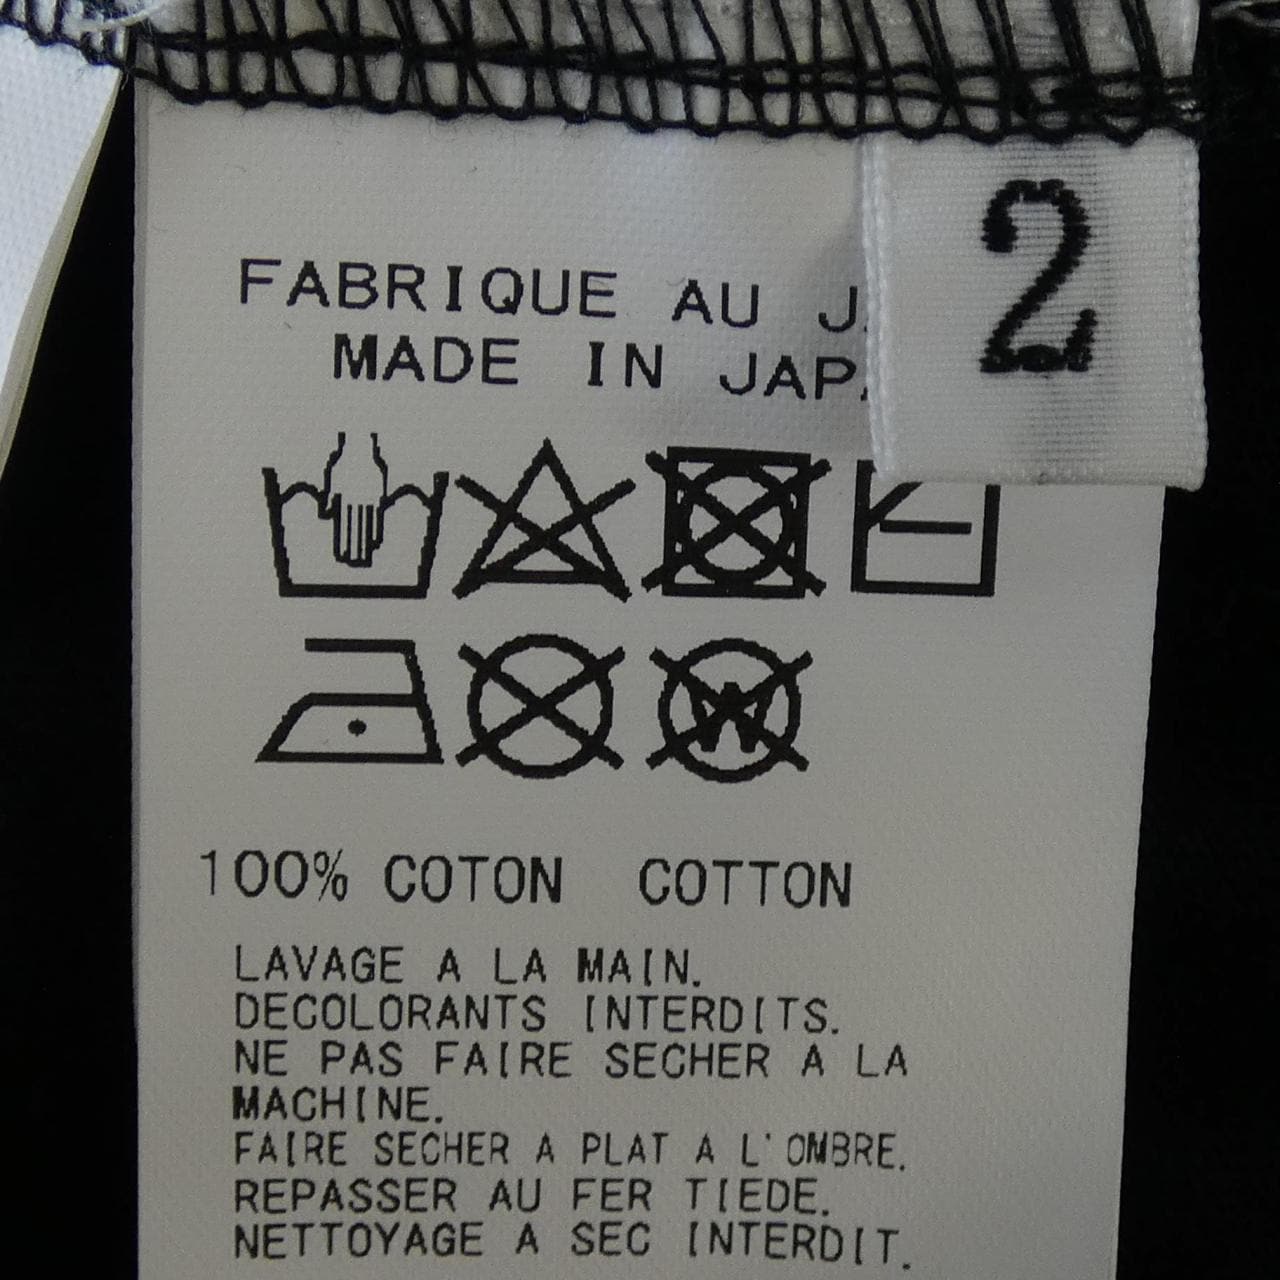 2
FABRIQUE AU
MADE IN
W
100% COTON COTTON
LAVAGE A LA MAIN.
DECOLORANTS INTERDITS.
NE PAS FAIRE SECHER A LA
MACHINE.
FAIRE SECHER A PLAT A L'OMBRE.
REPASSER AU FER TIEDE.
NETTOYAGE A SEC INTERDIT.